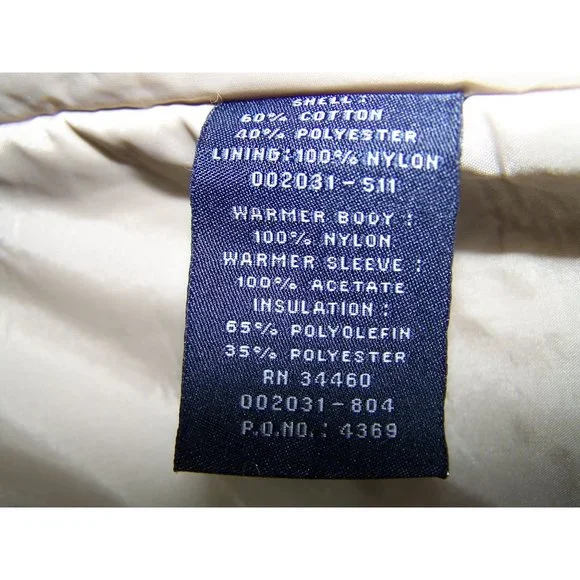 SHELL:
60% COTTON
40% POLYESTER
LINING:100% NYLON
002031-511
WARMER BODY :
100% NYLON
WARMER SLEEVE :
100% ACETATE
INSULATION :
65% POLYOLEFIN
35% POLYESTER
RN 34460
002031-804
P.O.NO.: 4369